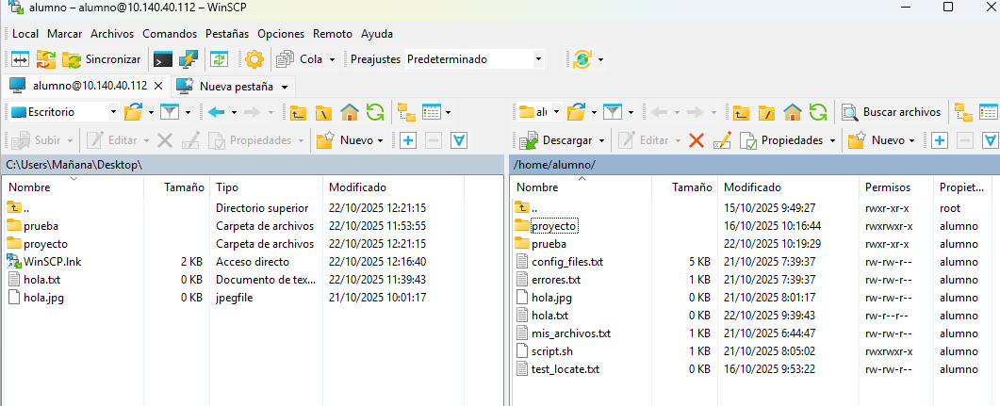 alumno – alumno@10.140.40.112 – WinSCP
Local Marcar Archivos Comandos Pestañas Opciones Remoto Ayuda
Sincronizar Cola Preajustes Predeterminado
alumno@10.140.40.112 Nueva pestaña
Escritorio
Subir Editar Propiedades Nuevo
C:\Users\Mañana\Desktop\
Nombre Tamaño Tipo Modificado
.. Directorio superior 22/10/2025 12:21:15
prueba Carpeta de archivos 22/10/2025 11:53:55
proyecto Carpeta de archivos 22/10/2025 12:21:15
WinSCP.lnk 2 KB Acceso directo 22/10/2025 12:16:40
hola.txt 0 KB Documento de tex... 22/10/2025 11:39:43
hola.jpg 0 KB jpegfile 21/10/2025 10:01:17
Buscar archivos
Descargar Editar Propiedades Nuevo
/home/alumno/
Nombre Tamaño Modificado Permisos Propiet...
.. 15/10/2025 9:49:27 rwxr-xr-x root
proyecto 16/10/2025 10:16:44 rwxrwxr-x alumno
prueba 22/10/2025 10:19:29 rwxr-xr-x alumno
config_files.txt 5 KB 21/10/2025 7:39:37 rw-rw-r-- alumno
errores.txt 1 KB 21/10/2025 7:39:37 rw-rw-r-- alumno
hola.jpg 0 KB 21/10/2025 8:01:17 rw-rw-r-- alumno
hola.txt 0 KB 22/10/2025 9:39:43 rw-r--r-- alumno
mis_archivos.txt 1 KB 21/10/2025 6:44:47 rw-rw-r-- alumno
script.sh 1 KB 21/10/2025 8:05:02 rwxrwxr-x alumno
test_locate.txt 0 KB 16/10/2025 9:53:22 rw-rw-r-- alumno